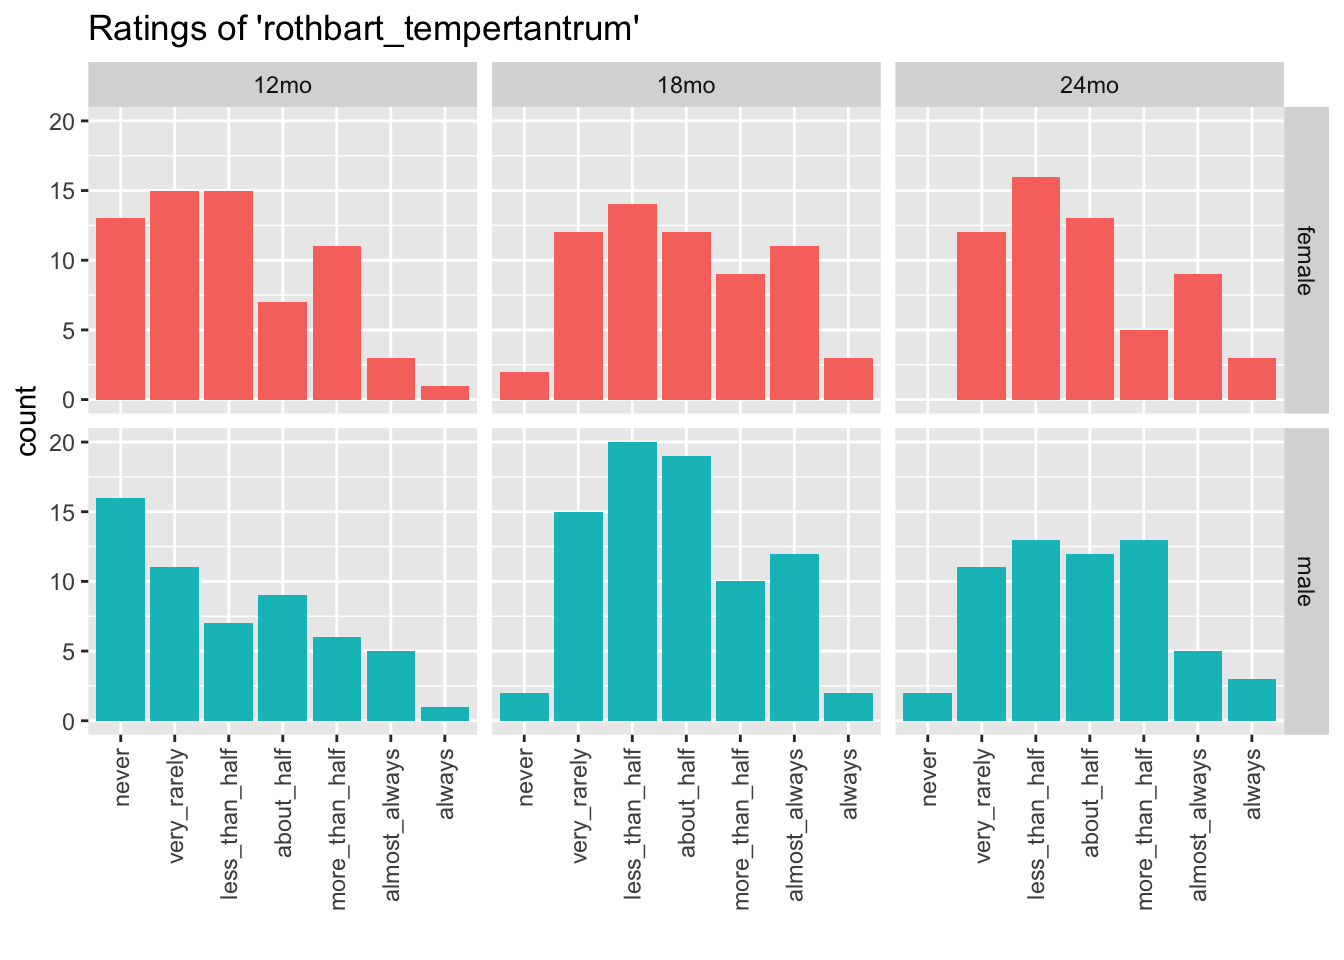 Ratings of 'rothbart_tempertantrum'
12mo 18mo 24mo
20
15
10
5
0
female
count
20
15
10
5
0
male
never very_rarely less_than_half about_half more_than_half almost_always always never very_rarely less_than_half about_half more_than_half almost_always always never very_rarely less_than_half about_half more_than_half almost_always always